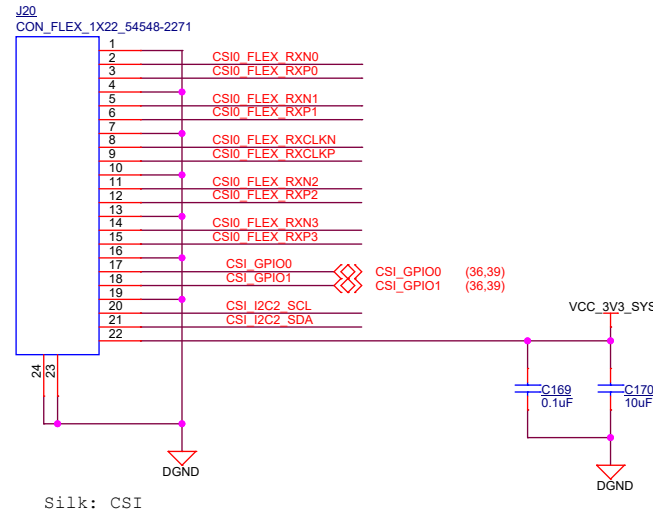 J20
CON_FLEX_1X22_54548-2271
1
2 CSI0_FLEX_RXN0
3 CSI0_FLEX_RXP0
4
5 CSI0_FLEX_RXN1
6 CSI0_FLEX_RXP1
7
8 CSI0_FLEX_RXCLKN
9 CSI0_FLEX_RXCLKP
10
11 CSI0_FLEX_RXN2
12 CSI0_FLEX_RXP2
13
14 CSI0_FLEX_RXN3
15 CSI0_FLEX_RXP3
16
17 CSI_GPIO0 CSI_GPIO0 (36,39)
18 CSI_GPIO1 CSI_GPIO1 (36,39)
19
20 CSI_I2C2_SCL
VCC_3V3_SYS
21 CSI_I2C2_SDA
22
24 23
C169 C170
0.1uF 10uF
DGND
DGND
Silk: CSI